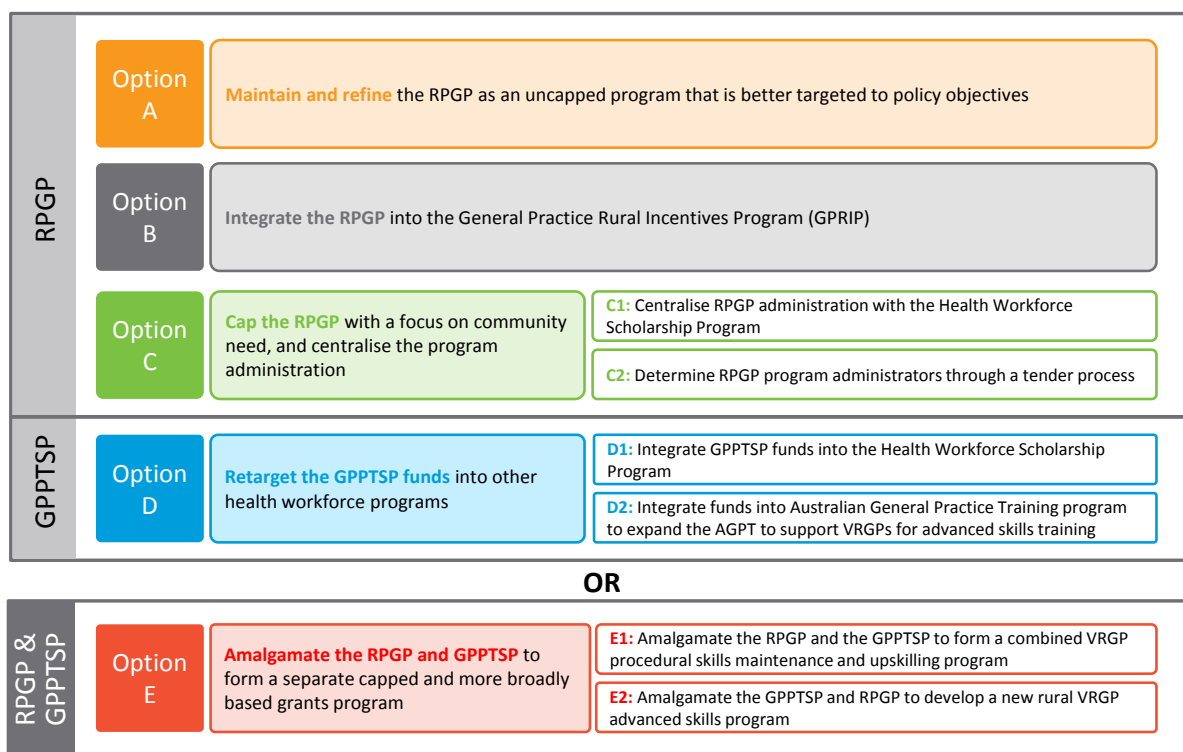 RPGP
Option
A
Maintain and refine the RPGP as an uncapped program that is better targeted to policy objectives
Option
B
Integrate the RPGP into the General Practice Rural Incentives Program (GPRIP)
Option
C
Cap the RPGP with a focus on community
need, and centralise the program
administration
C1: Centralise RPGP administration with the Health Workforce
Scholarship Program
C2: Determine RPGP program administrators through a tender process
GPPTSP
Option
D
Retarget the GPPTSP funds into other
health workforce programs
D1: Integrate GPPTSP funds into the Health Workforce Scholarship
Program
D2: Integrate funds into Australian General Practice Training program
to expand the AGPT to support VRGPs for advanced skills training
OR
RPGP &
GPPTSP
Option
E
Amalgamate the RPGP and GPPTSP to
form a separate capped and more broadly
based grants program
E1: Amalgamate the RPGP and the GPPTSP to form a combined VRGP
procedural skills maintenance and upskilling program
E2: Amalgamate the GPPTSP and RPGP to develop a new rural VRGP
advanced skills program